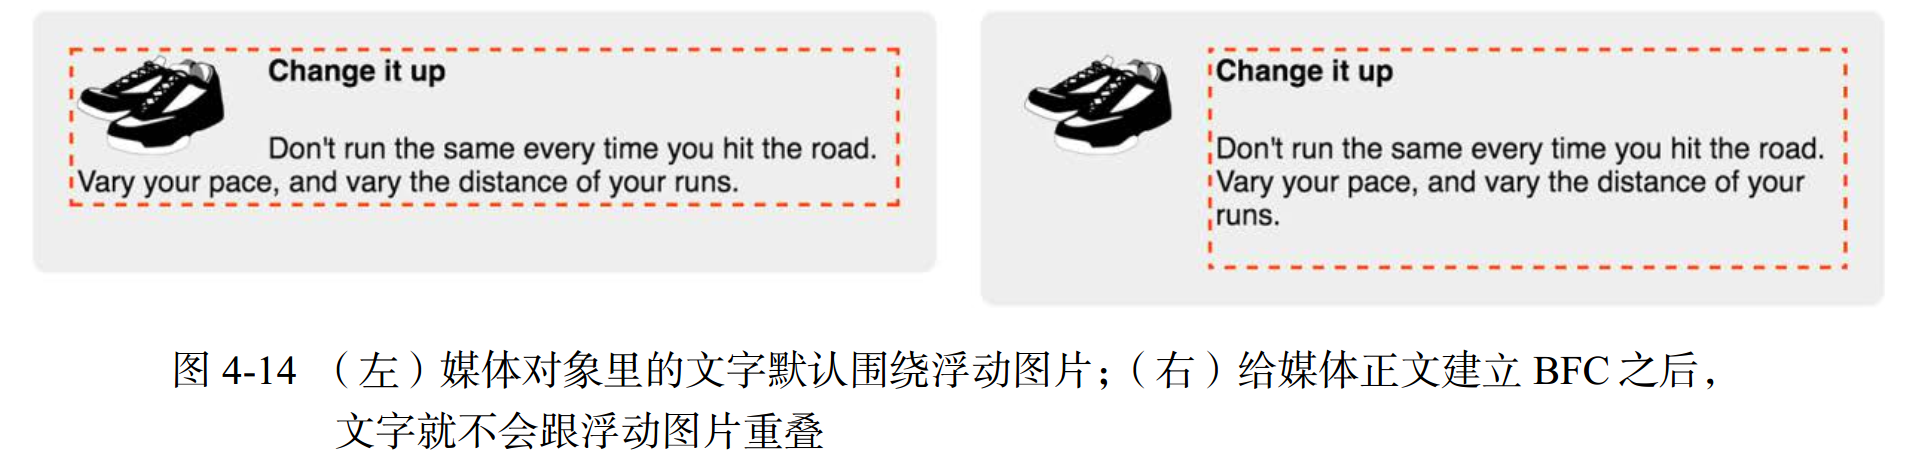 Change it up
Don't run the same every time you hit the road.
Vary your pace, and vary the distance of your runs.
Change it up
Don't run the same every time you hit the road.
Vary your pace, and vary the distance of your
runs.
图 4-14 （左）媒体对象里的文字默认围绕浮动图片；（右）给媒体正文建立 BFC 之后，
文字就不会跟浮动图片重叠